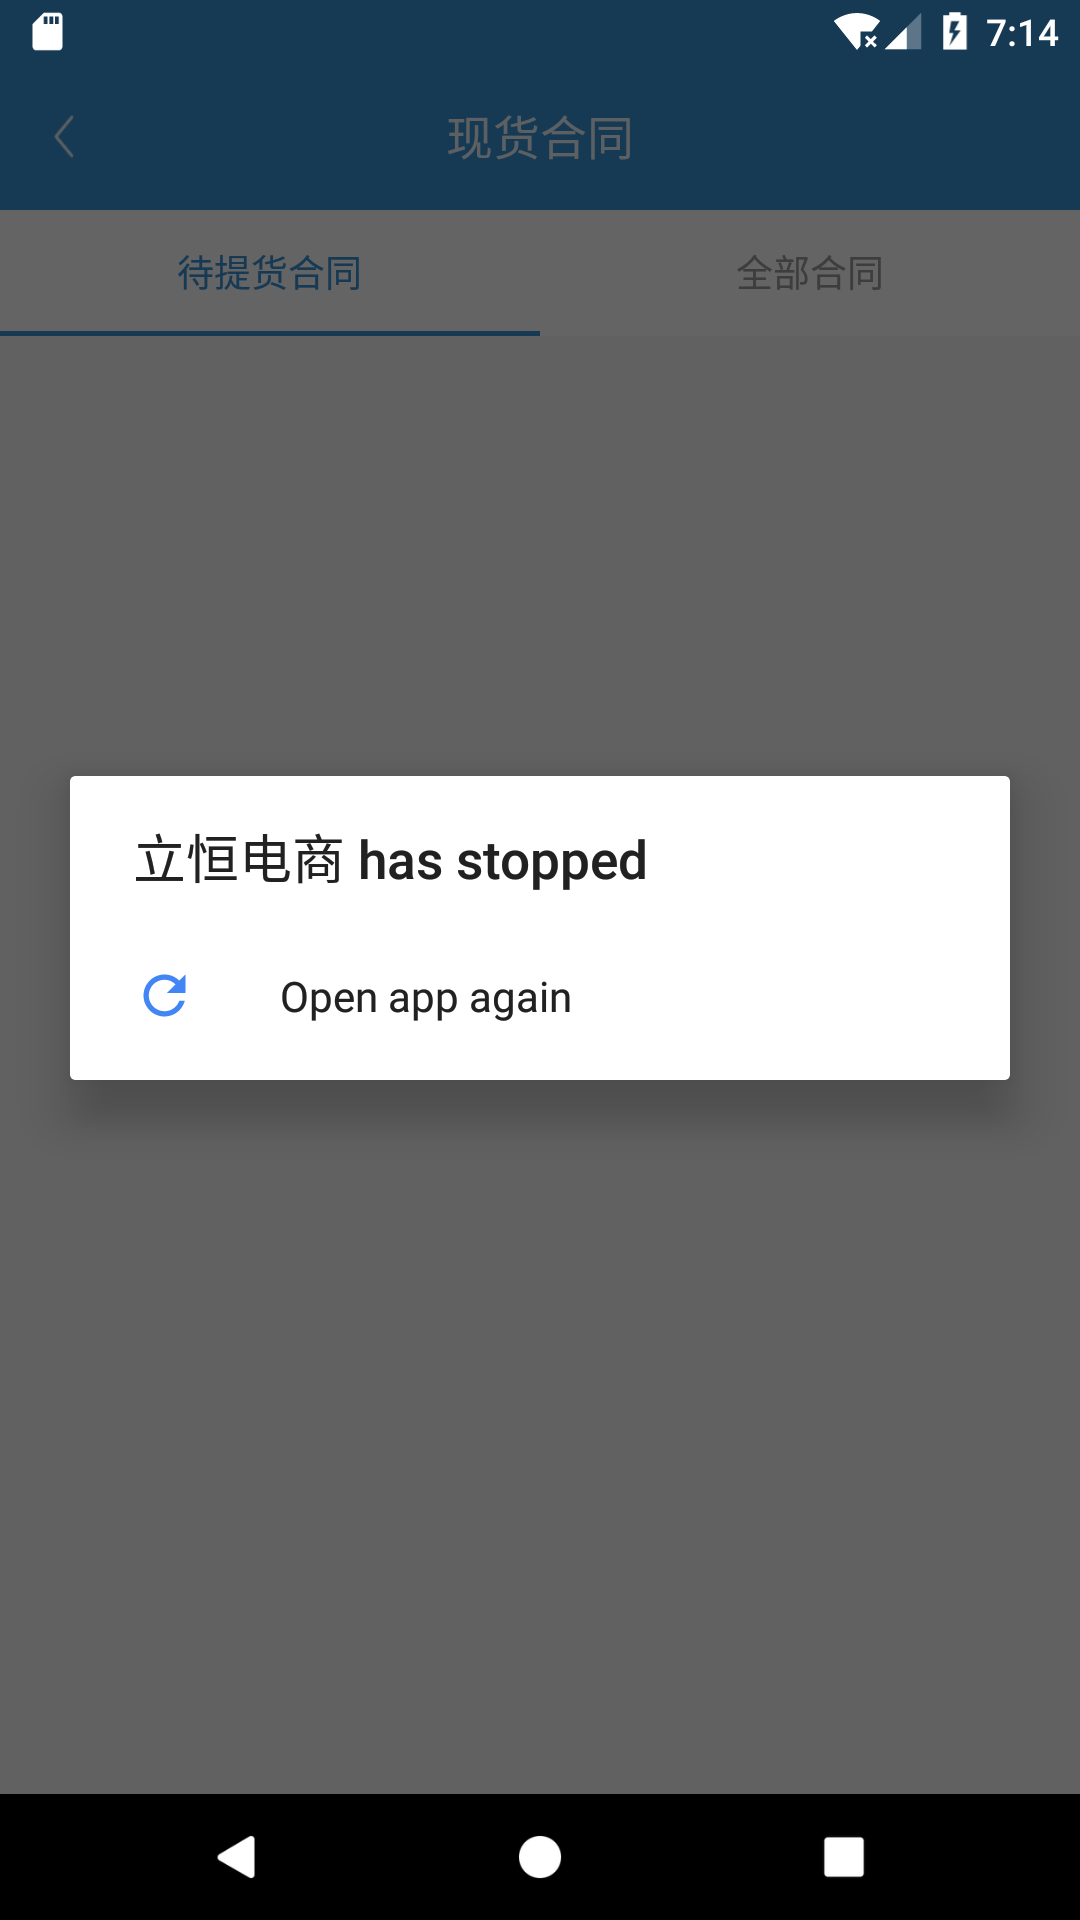 7:14
现货合同
待提货合同
全部合同
立恒电商 has stopped
Open app again